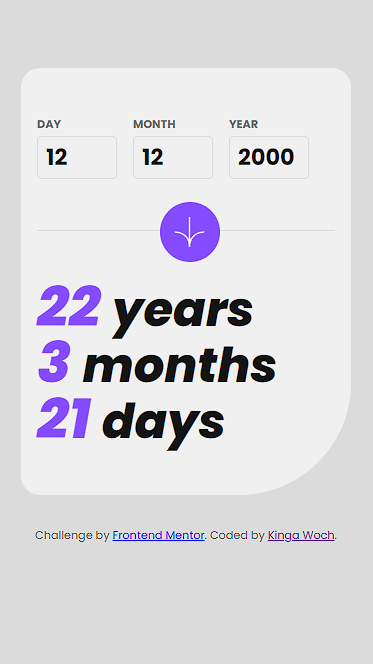 DAY MONTH YEAR
12 12 2000
22 years
3 months
21 days
Challenge by Frontend Mentor. Coded by Kinga Woch.